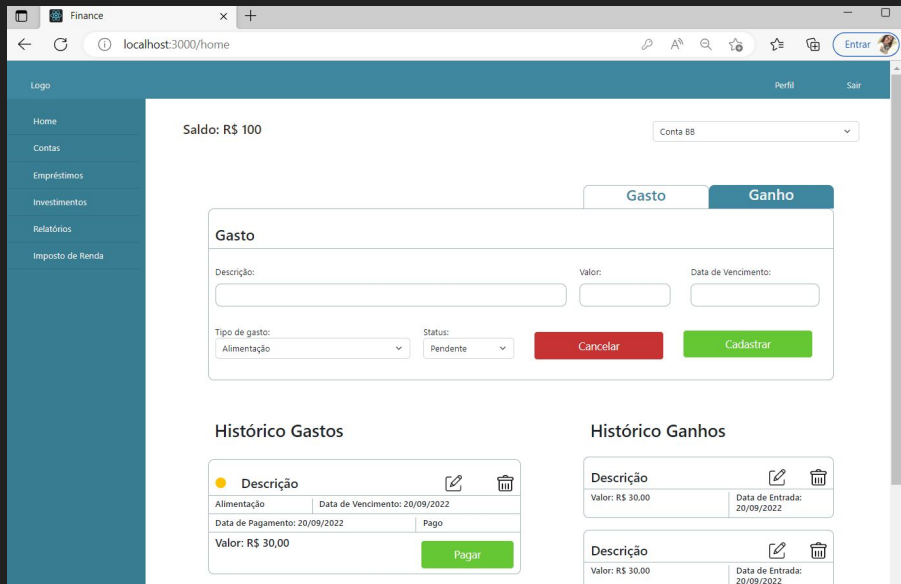 Finance
localhost:3000/home
Entrar
Logo
Perfil
Sair
Home
Contas
Empréstimos
Investimentos
Relatórios
Imposto de Renda
Saldo: R$ 100
Conta BB
Gasto
Ganho
Gasto
Descrição:
Valor:
Data de Vencimento:
Tipo de gasto:
Status:
Alimentação
Pendente
Cancelar
Cadastrar
Histórico Gastos
Descrição
Alimentação
Data de Vencimento: 20/09/2022
Data de Pagamento: 20/09/2022
Pago
Valor: R$ 30,00
Pagar
Histórico Ganhos
Descrição
Valor: R$ 30,00
Data de Entrada:
20/09/2022
Descrição
Valor: R$ 30,00
Data de Entrada:
20/09/2022